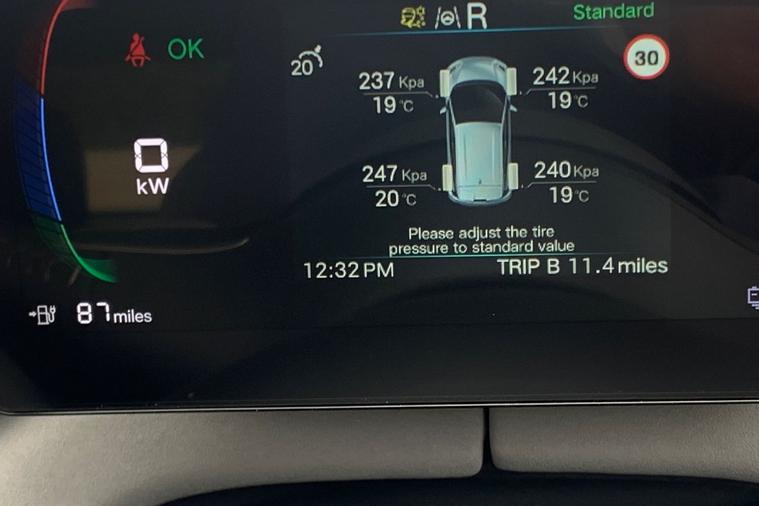 R
Standard
OK
20
30
237 Kpa
19 °C
242 Kpa
19 °C
0
kW
247 Kpa
20 °C
240 Kpa
19 °C
Please adjust the tire
pressure to standard value
12:32 PM
TRIP B 11.4 miles
87 miles